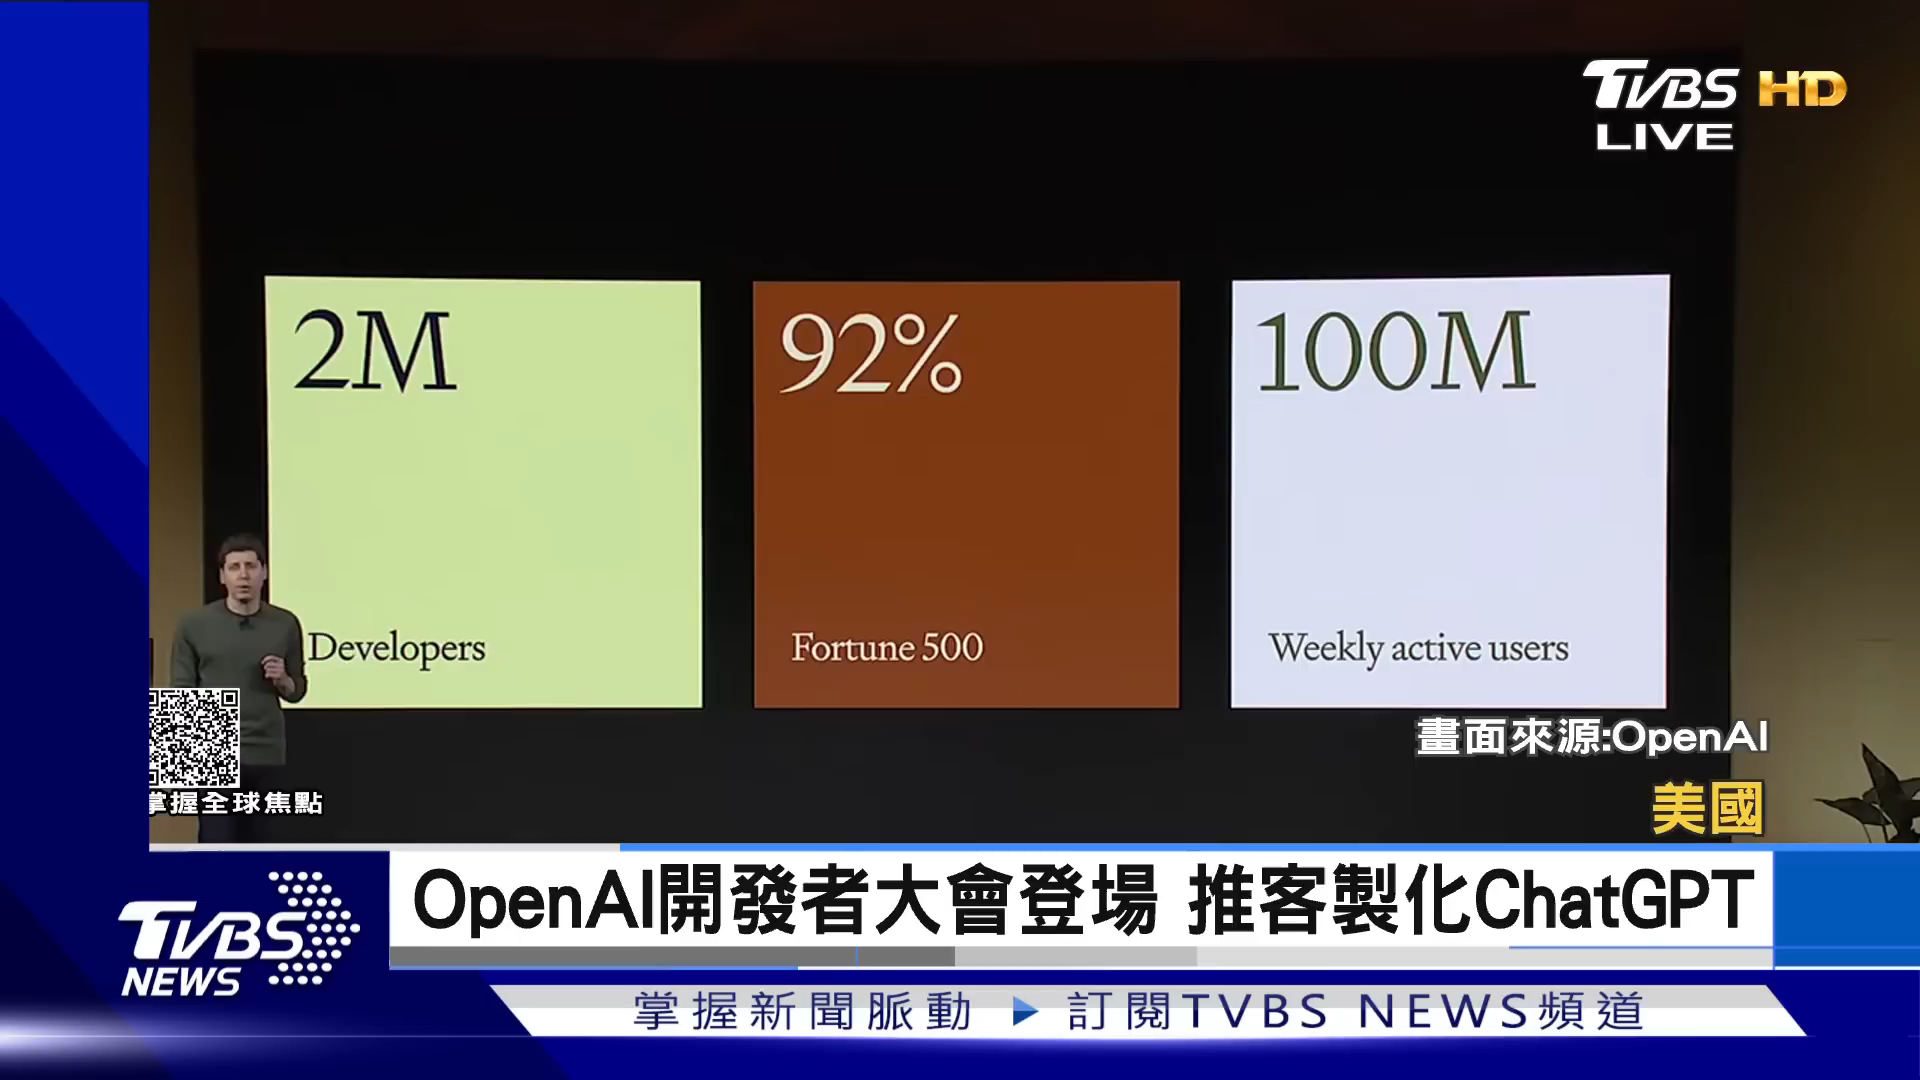 TVBS HD
LIVE
2M
92%
100M
Developers
Fortune 500
Weekly active users
畫面來源:OpenAI
美國
掌握全球焦點
OpenAI開發者大會登場 推客製化ChatGPT
TVBS
NEWS
掌握新聞脈動 ▶ 訂閱TVBS NEWS頻道